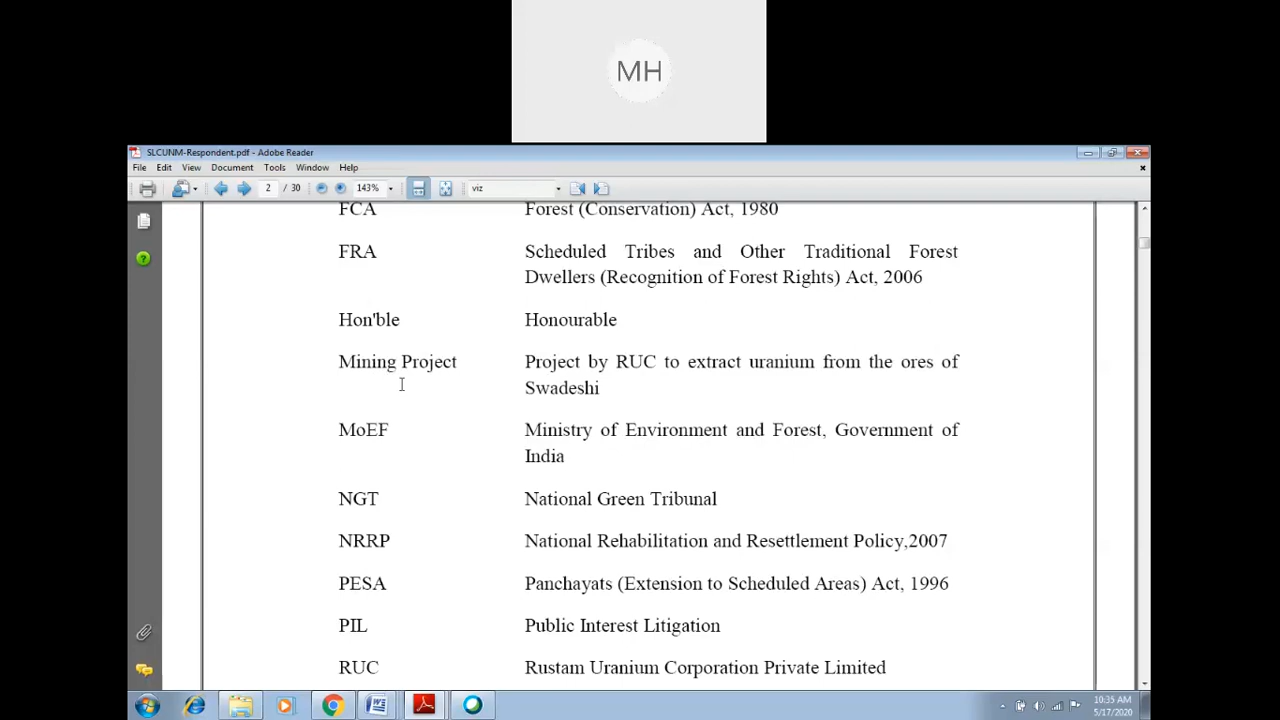 MH
SLCUNM-Respondent.pdf - Adobe Reader
File Edit View Document Tools Window Help
2 / 30 143% viz
FCA Forest (Conservation) Act, 1980
FRA Scheduled Tribes and Other Traditional Forest
Dwellers (Recognition of Forest Rights) Act, 2006
Hon'ble Honourable
Mining Project Project by RUC to extract uranium from the ores of
Swadeshi
MoEF Ministry of Environment and Forest, Government of
India
NGT National Green Tribunal
NRRP National Rehabilitation and Resettlement Policy,2007
PESA Panchayats (Extension to Scheduled Areas) Act, 1996
PIL Public Interest Litigation
RUC Rustam Uranium Corporation Private Limited
10:35 AM
5/17/2020